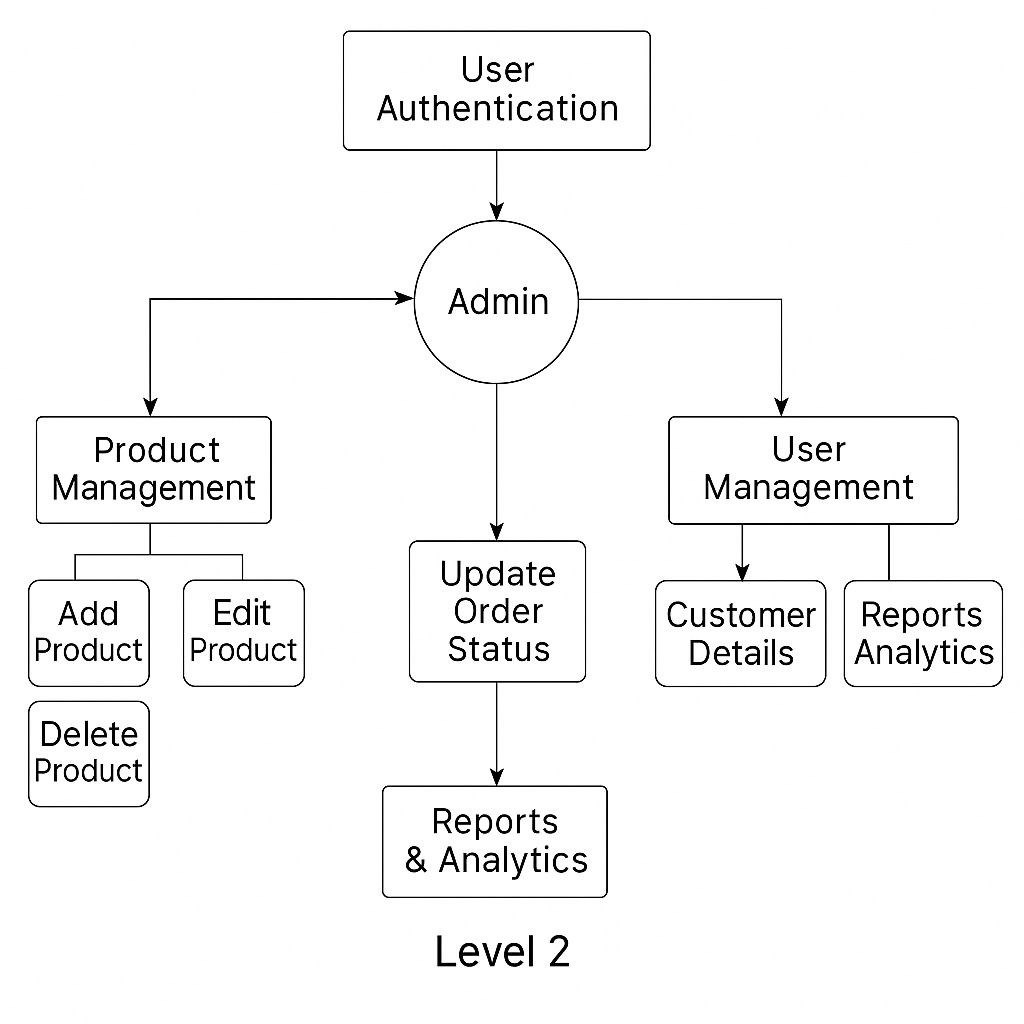 User
Authentication
Admin
Product
Management
User
Management
Add
Product
Edit
Product
Update
Order
Status
Customer
Details
Reports
Analytics
Delete
Product
Reports
& Analytics
Level 2